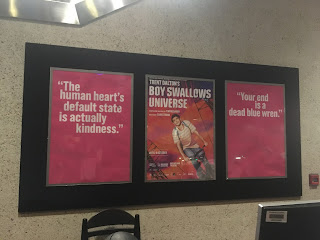 "The
human heart's
default state
is actually
kindness."
TRENT DALTON'S
BOY SWALLOWS
UNIVERSE
"Your end
is a
dead blue wren."